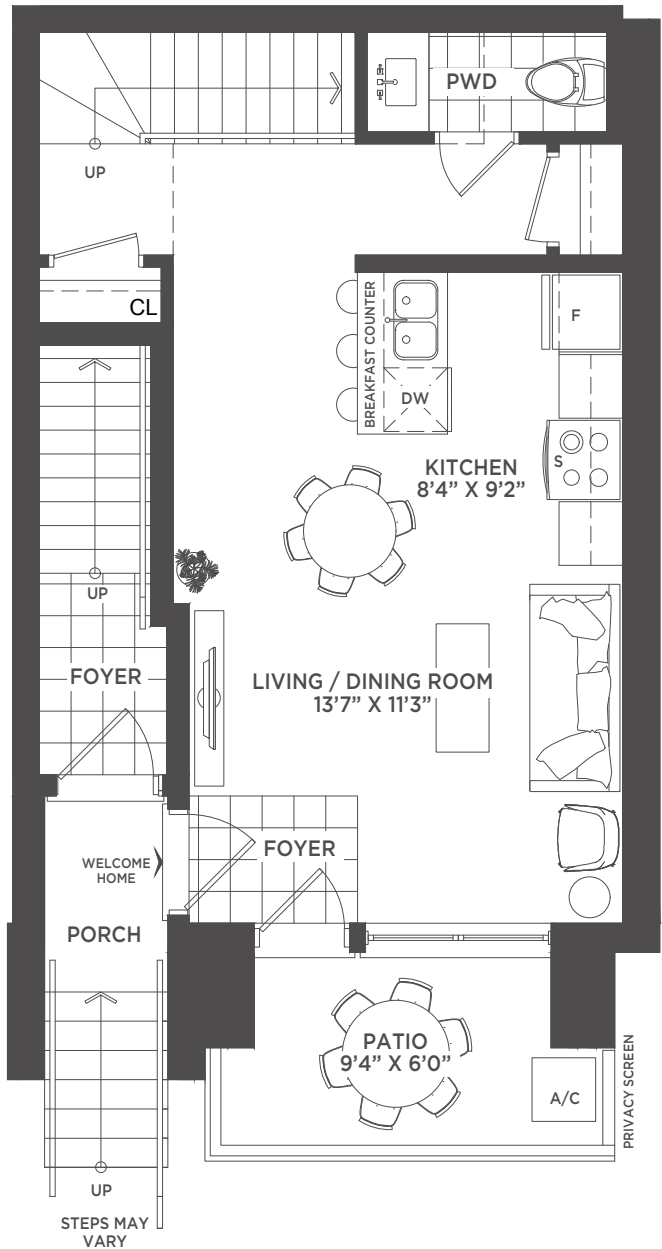 PWD
UP
CL
BREAKFAST COUNTER
F
DW
S
KITCHEN
8’4” X 9’2”
UP
FOYER
LIVING / DINING ROOM
13’7” X 11’3”
FOYER
WELCOME
HOME
PORCH
PATIO
9’4” X 6’0”
A/C
PRIVACY SCREEN
UP
STEPS MAY
VARY